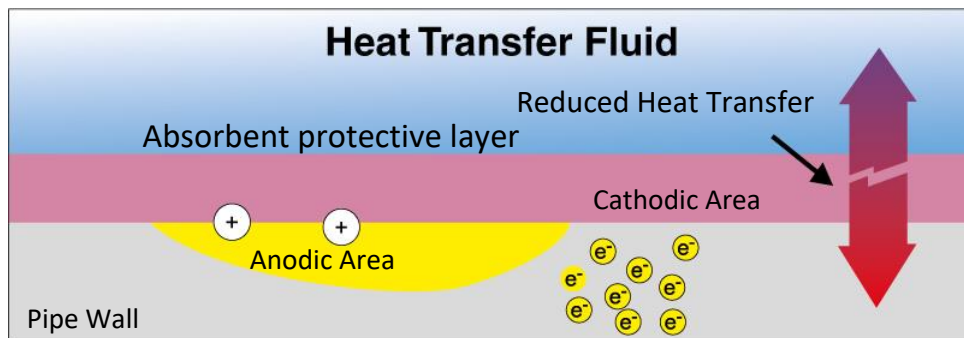 Heat Transfer Fluid
Reduced Heat Transfer
Absorbent protective layer
Cathodic Area
+
+
Anodic Area
e-
e-
e-
e-
e-
e-
e-
e-
e-
e-
Pipe Wall